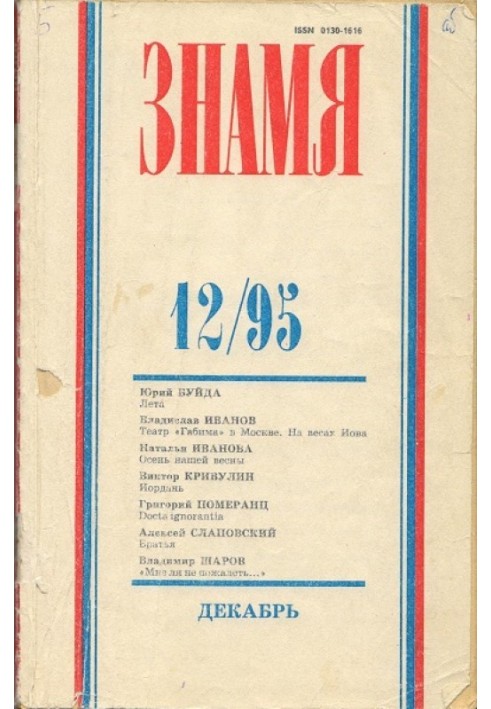 ISSN 0130-1616
ЗНАМЯ
12/95
Юрий БУЙДА
Лета
Владислав ИВАНОВ
Театр «Габима» в Москве. На весах Иова
Наталья ИВАНОВА
Осень нашей весны
Виктор КРИВУЛИН
Иордань
Григорий ПОМЕРАНЦ
Docta ignorantia
Алексей СЛАПОВСКИЙ
Братья
Владимир ШАРОВ
«Мне ли не пожалеть...»
ДЕКАБРЬ